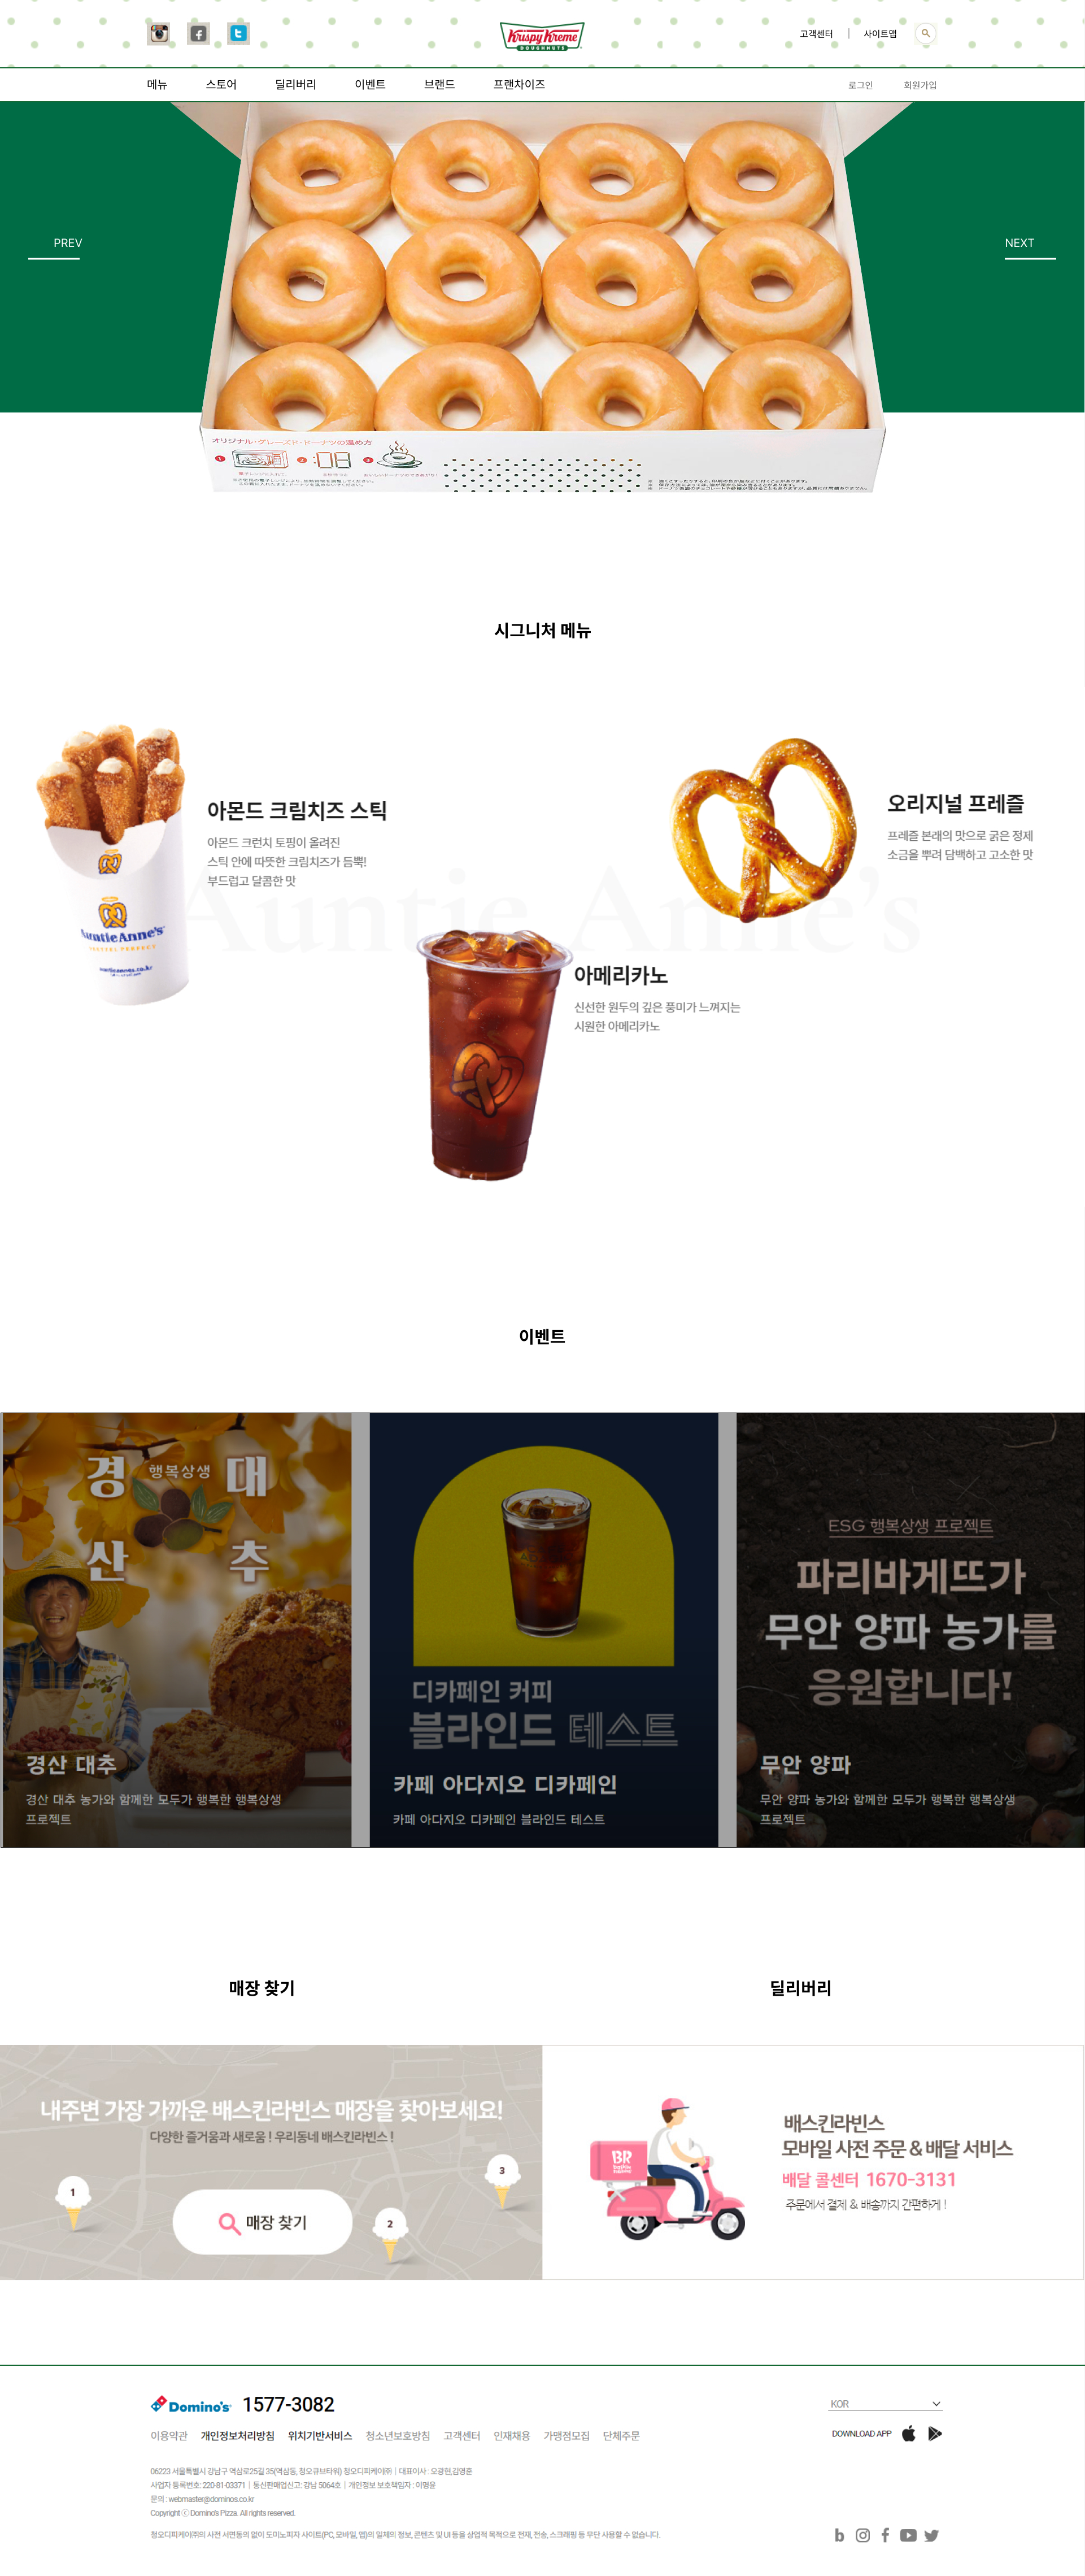 Krispy Kreme
DOUGHNUTS
고객센터 | 사이트맵
메뉴 스토어 딜리버리 이벤트 브랜드 프랜차이즈 로그인 회원가입
PREV
NEXT
オリジナル・グレーズド・ドーナツの温め方
시그니처 메뉴
Auntie Anne's
아몬드 크림치즈 스틱
아몬드 크런치 토핑이 올려진
스틱 안에 따뜻한 크림치즈가 듬뿍!
부드럽고 달콤한 맛
오리지널 프레즐
프레즐 본래의 맛으로 굵은 정제
소금을 뿌려 담백하고 고소한 맛
Auntie Anne's
아메리카노
신선한 원두의 깊은 풍미가 느껴지는
시원한 아메리카노
이벤트
행복상생
경산 대추
경산 대추
경산 대추 농가와 함께한 모두가 행복한 행복상생
프로젝트
디카페인 커피
블라인드 테스트
카페 아다지오 디카페인
카페 아다지오 디카페인 블라인드 테스트
ESG 행복상생 프로젝트
파리바게뜨가
무안 양파 농가를
응원합니다!
무안 양파
무안 양파 농가와 함께한 모두가 행복한 행복상생
프로젝트
매장 찾기
딜리버리
내주변 가장 가까운 배스킨라빈스 매장을 찾아보세요!
다양한 즐거움과 새로움 ! 우리동네 배스킨라빈스 !
1
2
3
매장 찾기
BR
baskin robbins
배스킨라빈스
모바일 사전 주문 & 배달 서비스
배달 콜센터 1670-3131
주문에서 결제 & 배송까지 간편하게 !
Domino's 1577-3082
KOR
이용약관 개인정보처리방침 위치기반서비스 청소년보호방침 고객센터 인재채용 가맹점모집 단체주문
DOWNLOAD APP
06223 서울특별시 강남구 역삼로25길 35(역삼동, 청오큐브타워) 청오디피케이㈜ | 대표이사 : 오광현,김영훈
사업자 등록번호: 220-81-03371 | 통신판매업신고: 강남 5064호 | 개인정보 보호책임자 : 이명윤
문의 : webmaster@dominos.co.kr
Copyright ⓒ Domino's Pizza. All rights reserved.
청오디피케이㈜의 사전 서면동의 없이 도미노피자 사이트(PC, 모바일, 앱)의 일체의 정보, 콘텐츠 및 UI 등을 상업적 목적으로 전재, 전송, 스크래핑 등 무단 사용할 수 없습니다.